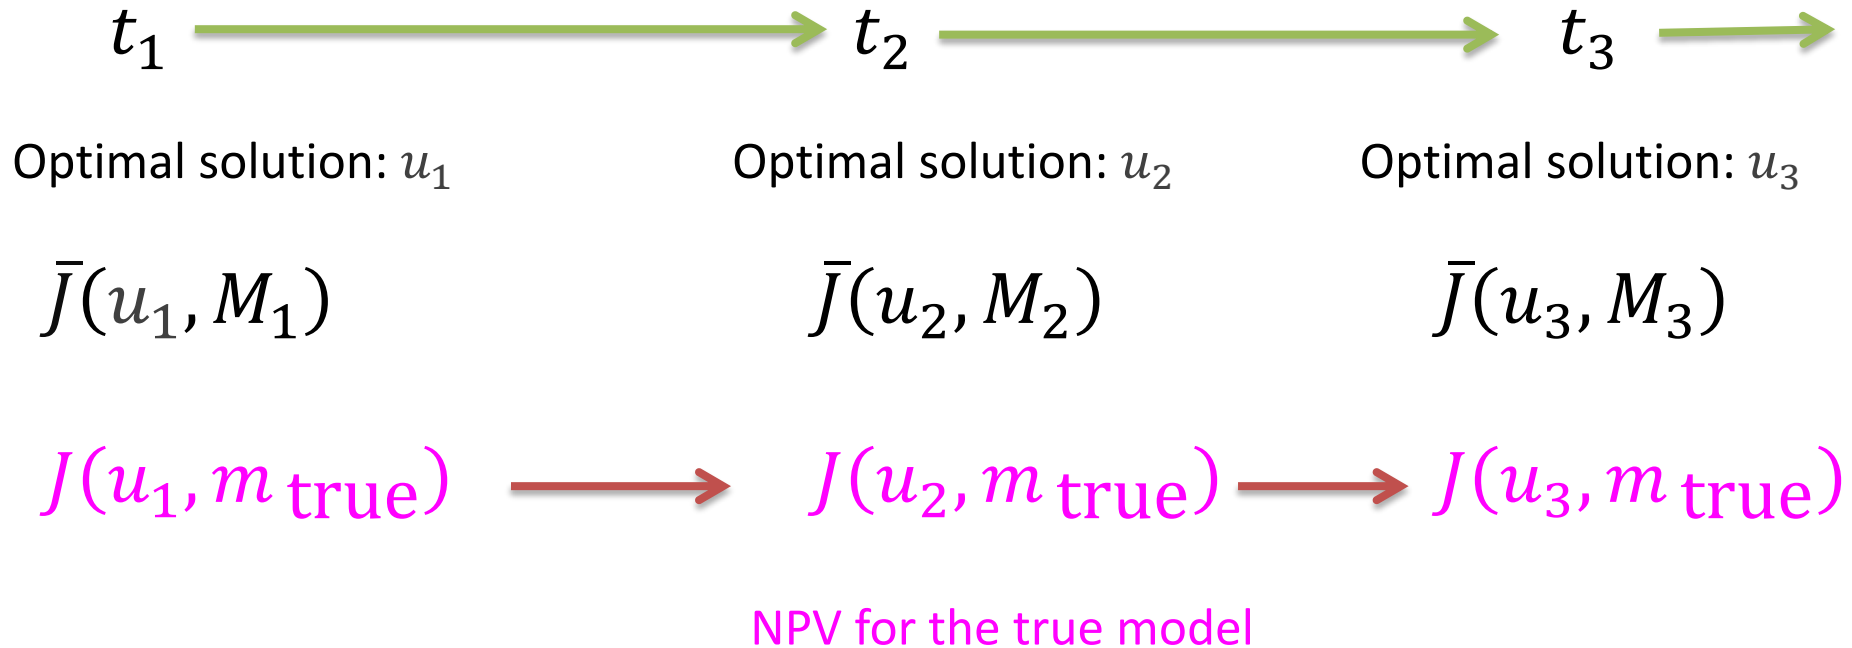 t₁ t₂ t₃
Optimal solution: u₁ Optimal solution: u₂ Optimal solution: u₃
J̄(u₁, M₁) J̄(u₂, M₂) J̄(u₃, M₃)
J(u₁, m true) J(u₂, m true) J(u₃, m true)
NPV for the true model